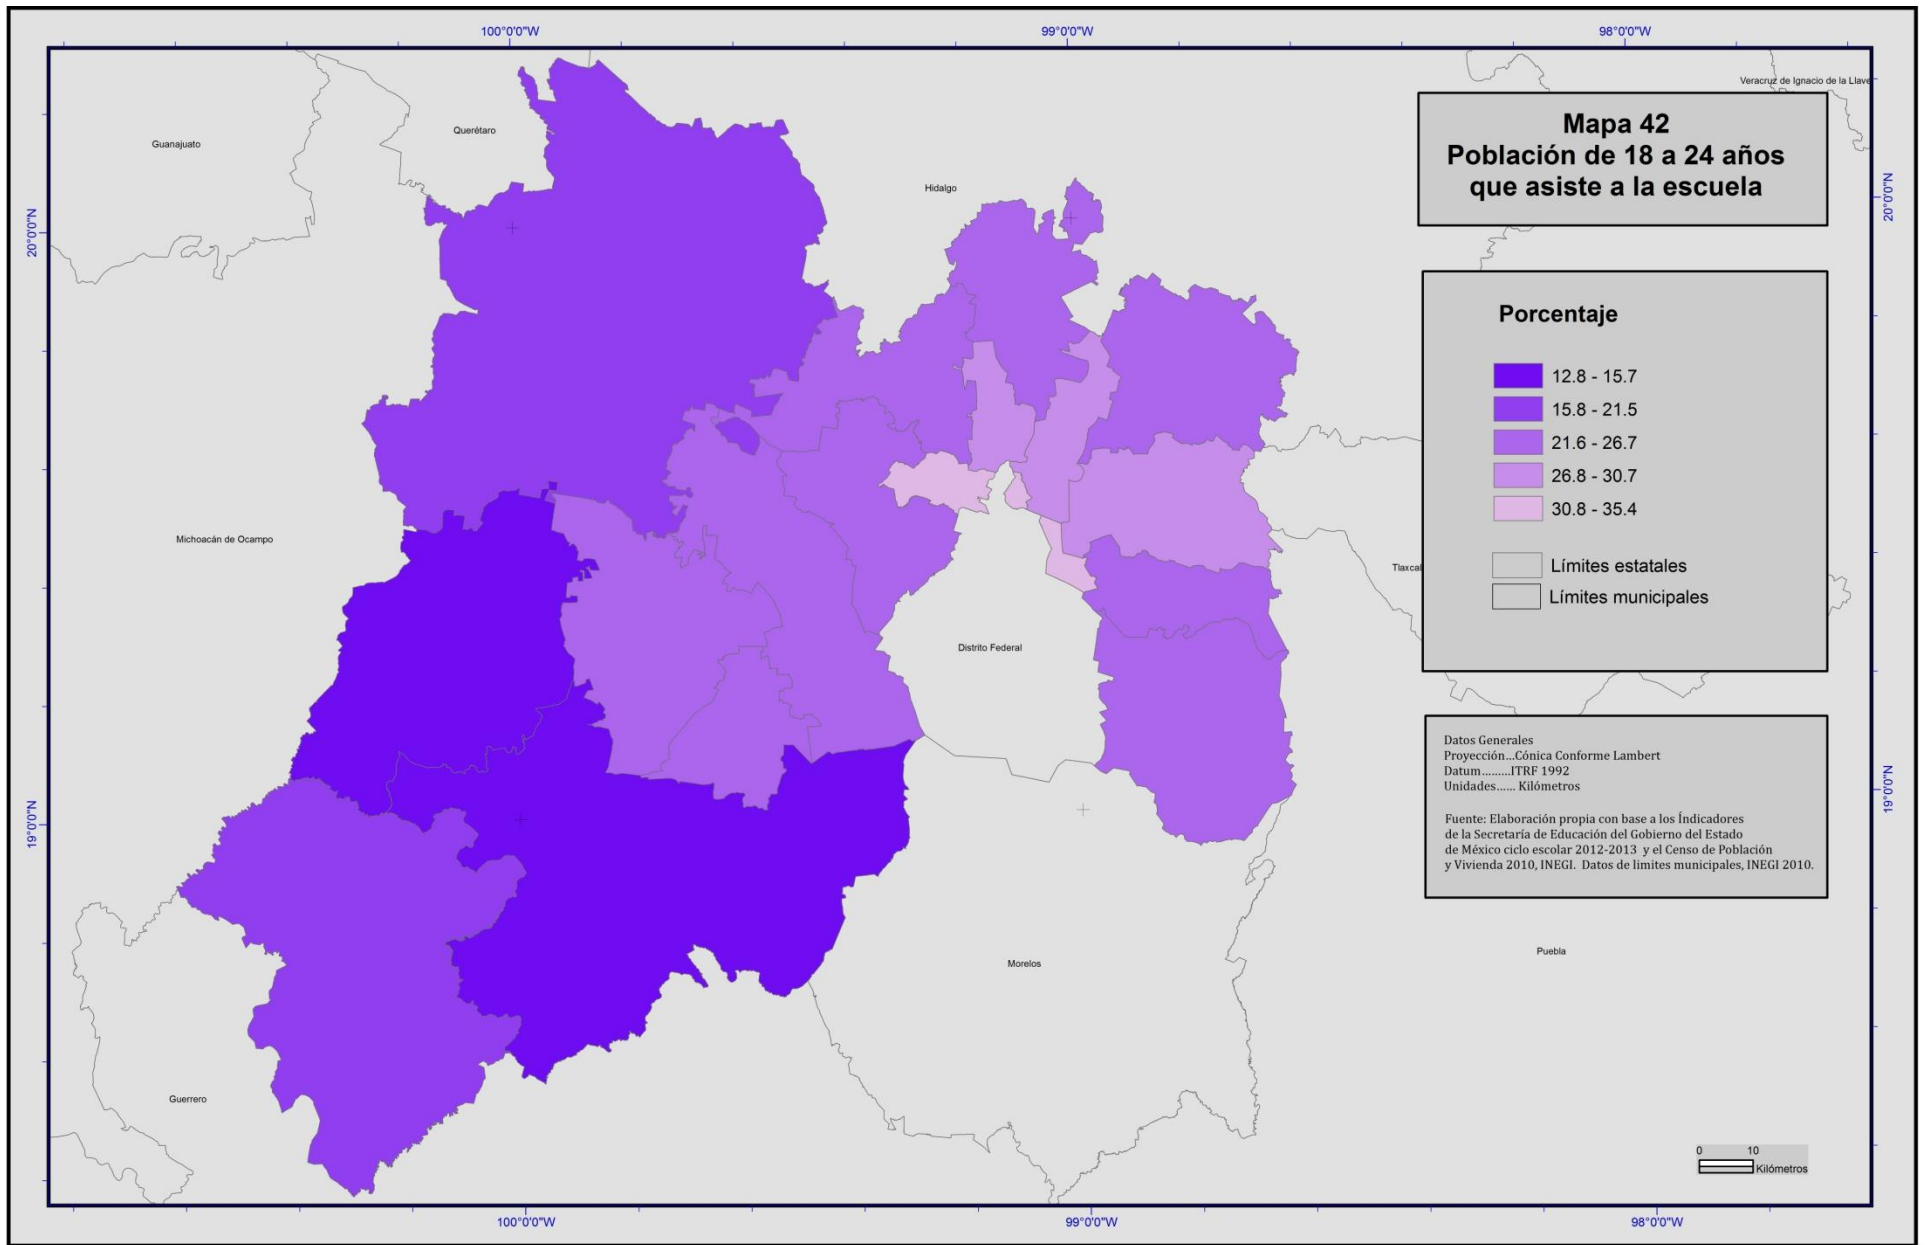 100°0'0"W
99°0'0"W
98°0'0"W
Veracruz de Ignacio de la Llave
Mapa 42
Población de 18 a 24 años
que asiste a la escuela
Guanajuato
Querétaro
Hidalgo
20°0'0"N
20°0'0"N
Porcentaje
12.8 - 15.7
15.8 - 21.5
21.6 - 26.7
26.8 - 30.7
30.8 - 35.4
Límites estatales
Límites municipales
Michoacán de Ocampo
Tlaxcal
Distrito Federal
Datos Generales
Proyección...Cónica Conforme Lambert
Datum.........ITRF 1992
Unidades...... Kilómetros
Fuente: Elaboración propia con base a los Índicadores
de la Secretaría de Educación del Gobierno del Estado
de México ciclo escolar 2012-2013 y el Censo de Población
y Vivienda 2010, INEGI. Datos de limites municipales, INEGI 2010.
19°0'0"N
19°0'0"N
Puebla
Morelos
Guerrero
0 10
Kilómetros
100°0'0"W
99°0'0"W
98°0'0"W